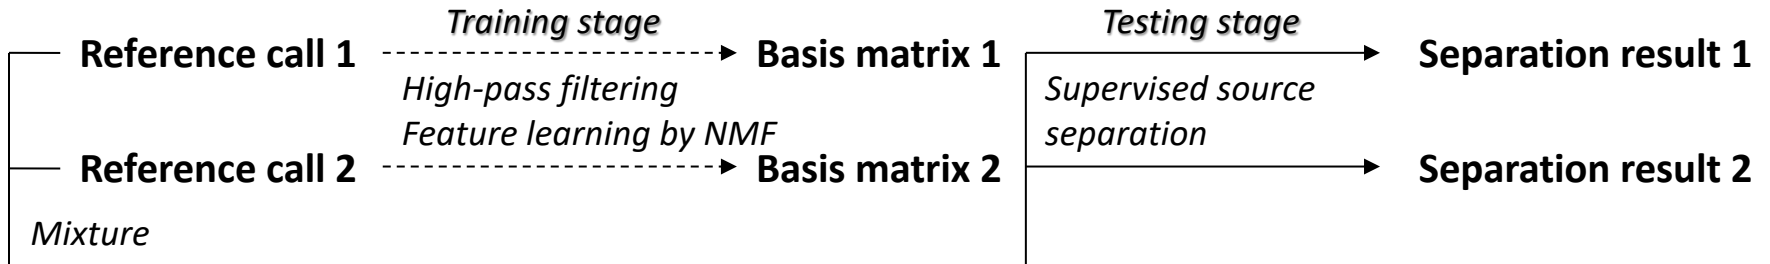 Training stage
Testing stage
Reference call 1
Basis matrix 1
Separation result 1
High-pass filtering
Feature learning by NMF
Supervised source
separation
Reference call 2
Basis matrix 2
Separation result 2
Mixture